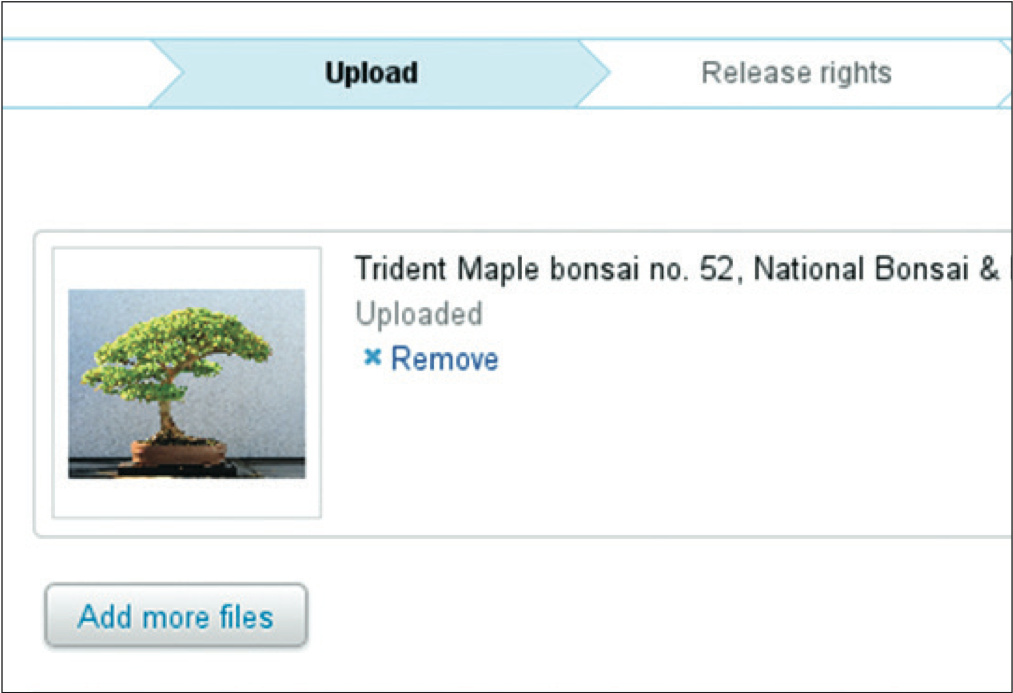 Upload
Release rights
Trident Maple bonsai no. 52, National Bonsai &
Uploaded
Remove
Add more files